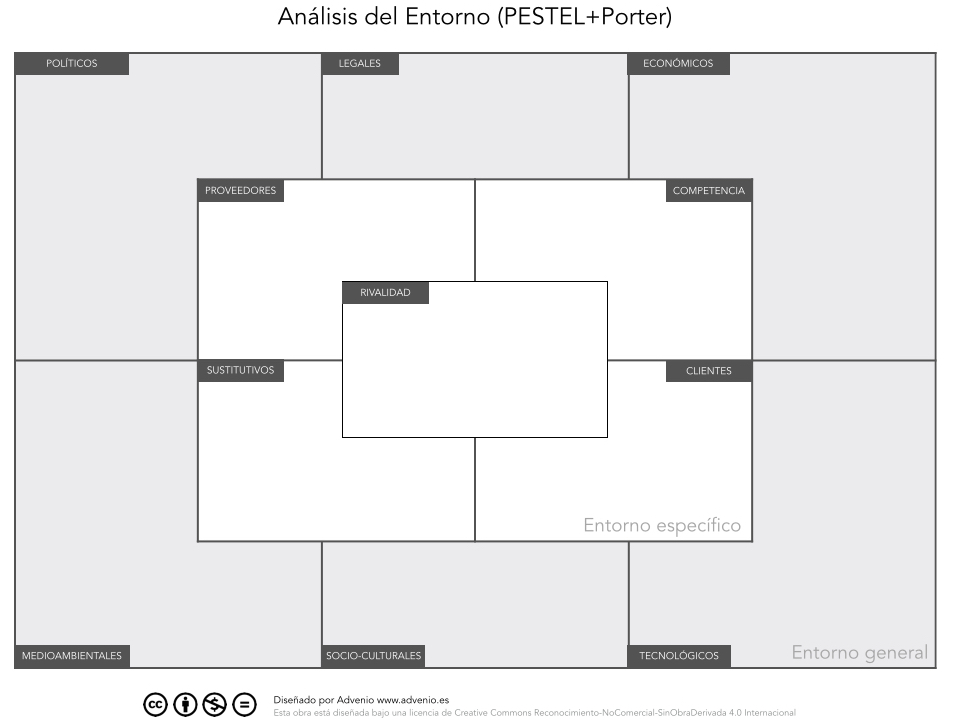 Análisis del Entorno (PESTEL+Porter)
POLÍTICOS
LEGALES
ECONÓMICOS
PROVEEDORES
COMPETENCIA
RIVALIDAD
SUSTITUTIVOS
CLIENTES
Entorno específico
MEDIOAMBIENTALES
SOCIO-CULTURALES
TECNOLÓGICOS
Entorno general
cc
Diseñado por Advenio www.advenio.es
Esta obra está diseñada bajo una licencia de Creative Commons Reconocimiento-NoComercial-SinObraDerivada 4.0 Internacional